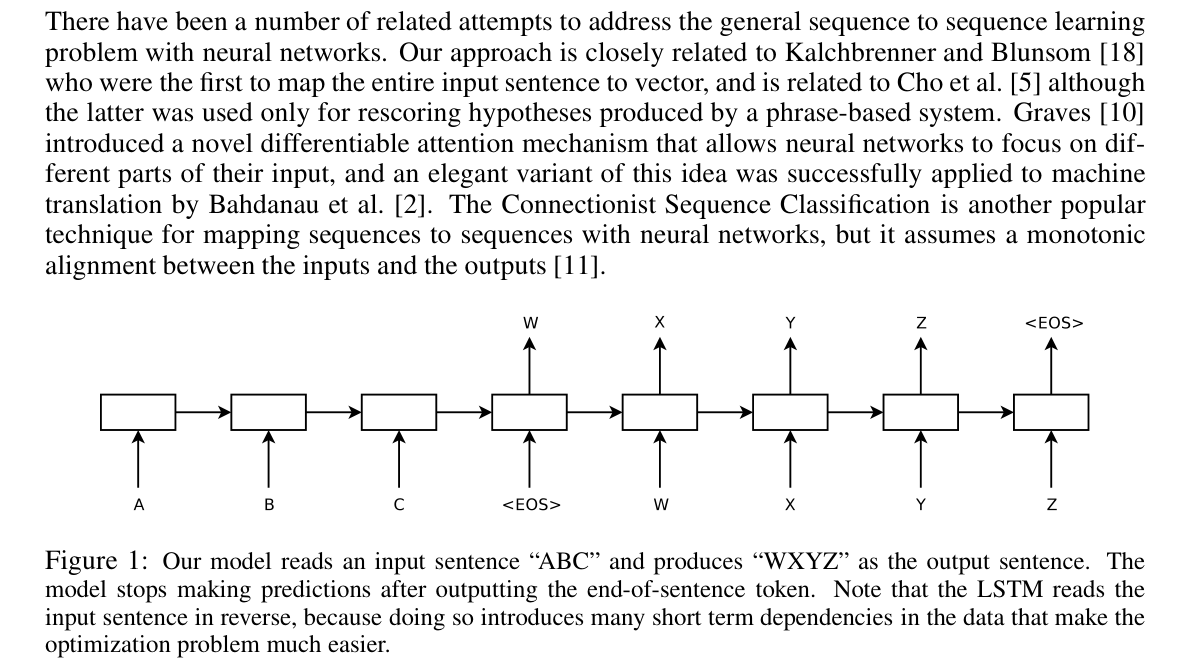 There have been a number of related attempts to address the general sequence to sequence learning
problem with neural networks. Our approach is closely related to Kalchbrenner and Blunsom [18]
who were the first to map the entire input sentence to vector, and is related to Cho et al. [5] although
the latter was used only for rescoring hypotheses produced by a phrase-based system. Graves [10]
introduced a novel differentiable attention mechanism that allows neural networks to focus on dif-
ferent parts of their input, and an elegant variant of this idea was successfully applied to machine
translation by Bahdanau et al. [2]. The Connectionist Sequence Classification is another popular
technique for mapping sequences to sequences with neural networks, but it assumes a monotonic
alignment between the inputs and the outputs [11].
W X Y Z <EOS>
A B C <EOS> W X Y Z
Figure 1: Our model reads an input sentence “ABC” and produces “WXYZ” as the output sentence. The
model stops making predictions after outputting the end-of-sentence token. Note that the LSTM reads the
input sentence in reverse, because doing so introduces many short term dependencies in the data that make the
optimization problem much easier.